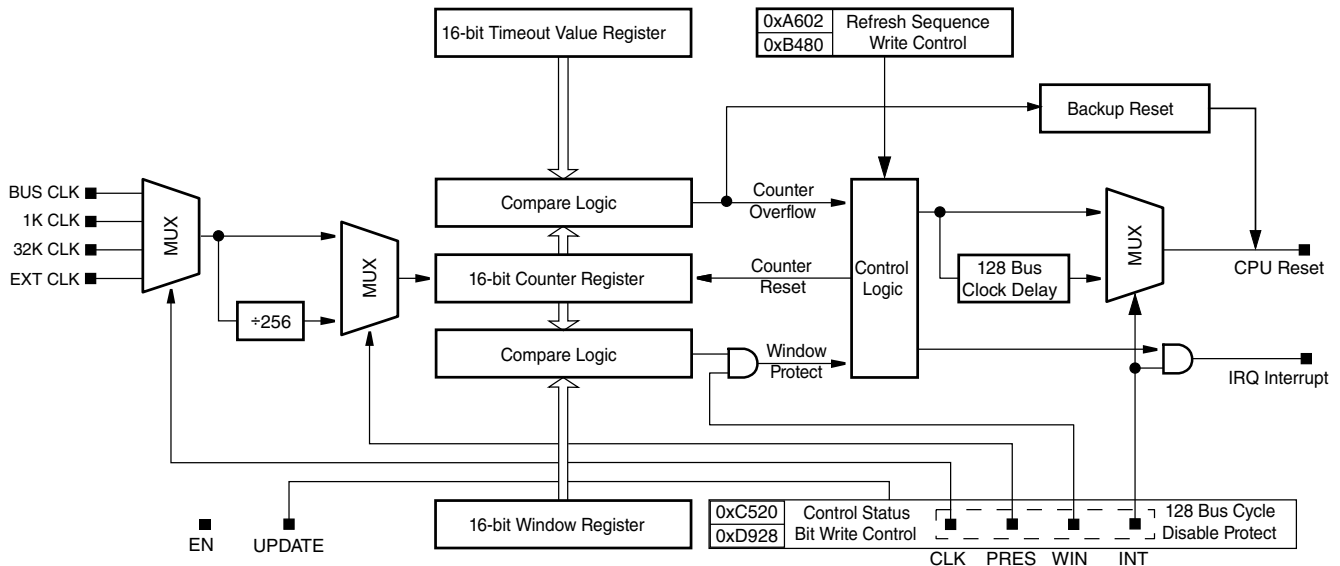 16-bit Timeout Value Register
0xA602
0xB480
Refresh Sequence
Write Control
Backup Reset
BUS CLK
1K CLK
32K CLK
EXT CLK
MUX
÷256
MUX
Compare Logic
16-bit Counter Register
Compare Logic
Counter
Overflow
Counter
Reset
Window
Protect
Control
Logic
128 Bus
Clock Delay
MUX
CPU Reset
IRQ Interrupt
16-bit Window Register
EN
UPDATE
0xC520
0xD928
Control Status
Bit Write Control
128 Bus Cycle
Disable Protect
CLK
PRES
WIN
INT